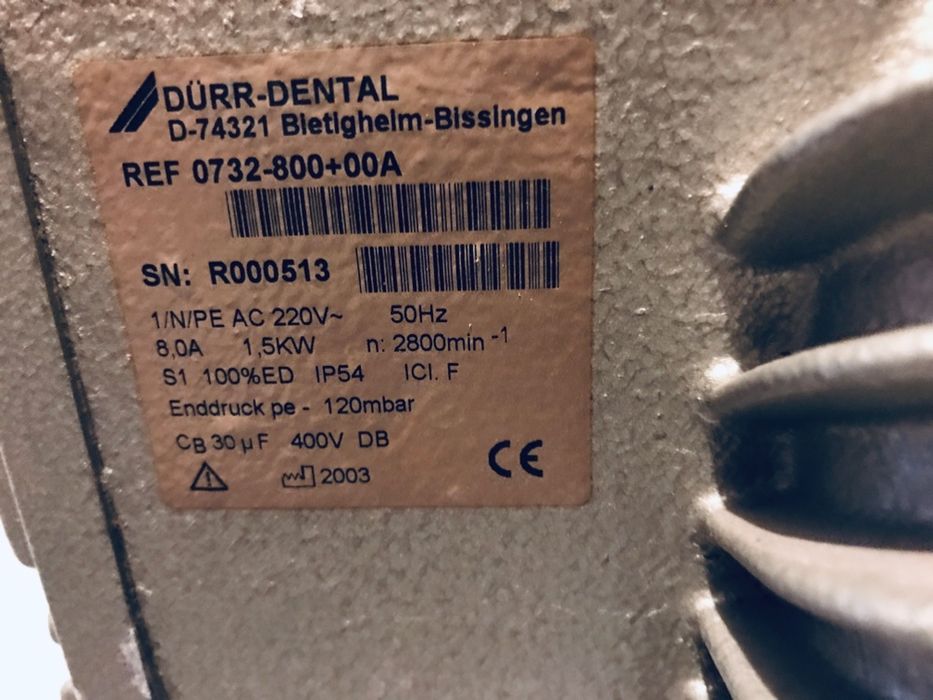 DÜRR-DENTAL
D-74321 Bietigheim-Bissingen
REF 0732-800+00A
SN: R000513
1/N/PE AC 220V~ 50Hz
8,0A 1,5KW n: 2800min -1
S1 100%ED IP54 ICI. F
Enddruck pe - 120mbar
CB 30 µF 400V DB
2003 CE